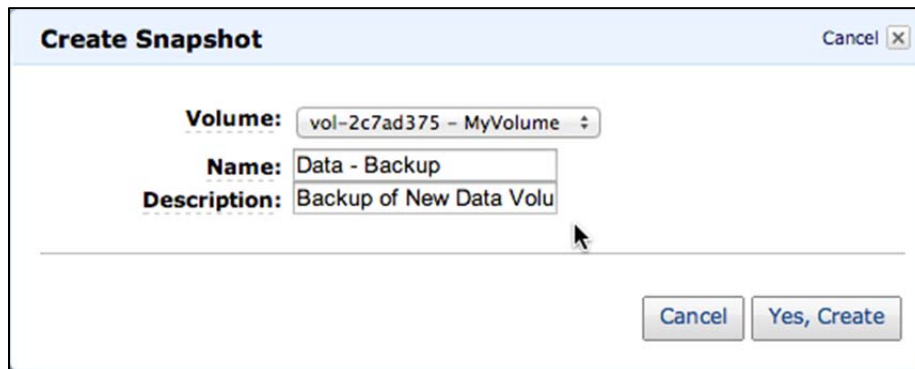 Create Snapshot Cancel
Volume: vol-2c7ad375 - MyVolume
Name: Data - Backup
Description: Backup of New Data Volu
Cancel Yes, Create